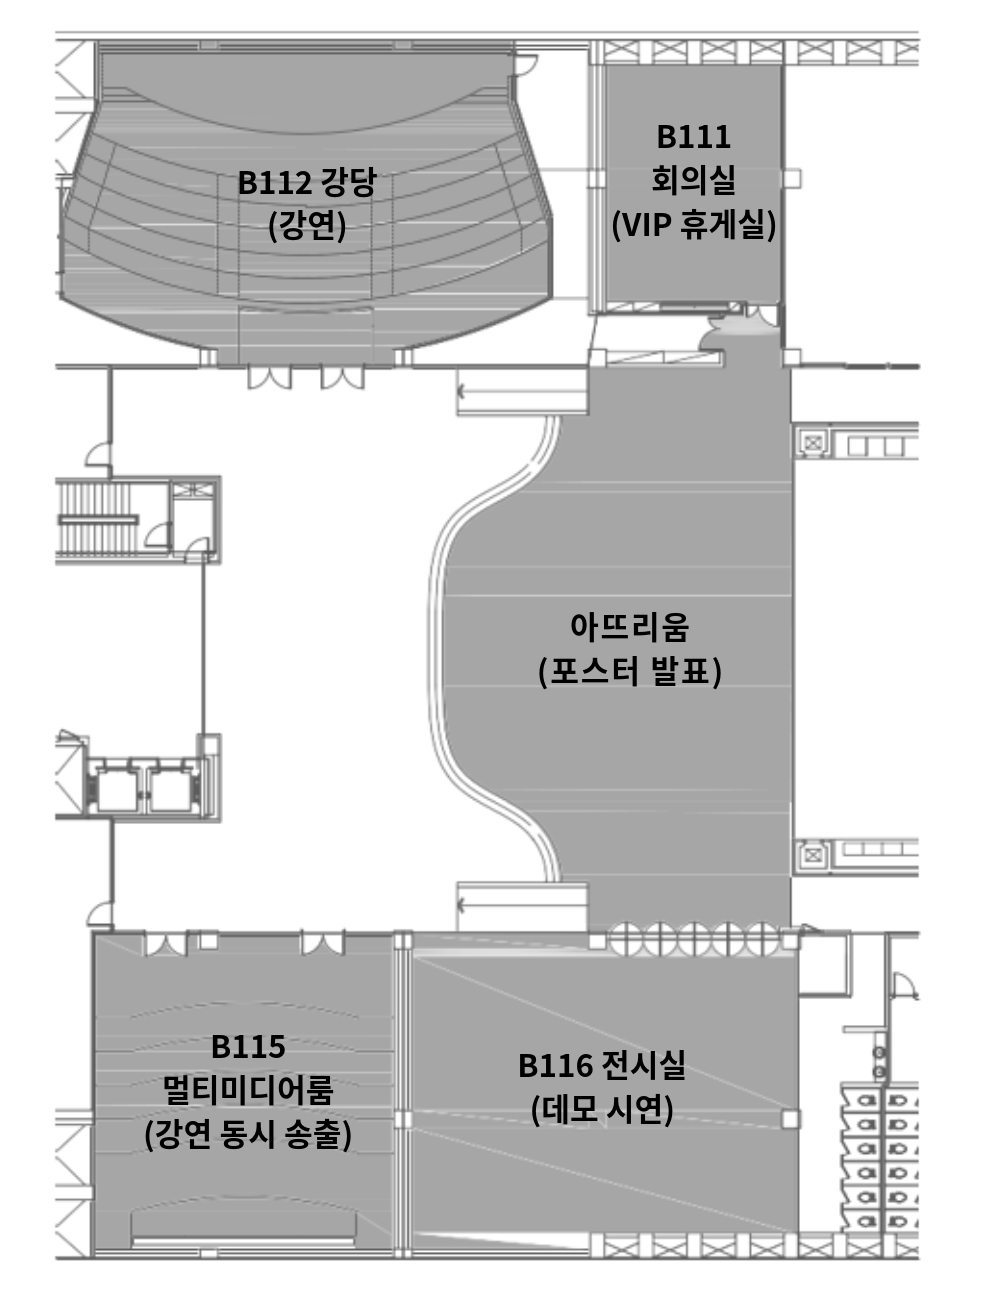 B112 강당
(강연)
B111
회의실
(VIP 휴게실)
아뜨리움
(포스터 발표)
B115
멀티미디어룸
(강연 동시 송출)
B116 전시실
(데모 시연)